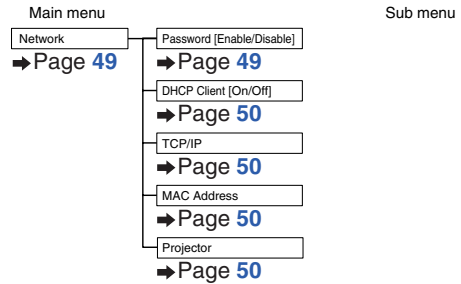 Main menu
Sub menu
Network
➡Page 49
Password [Enable/Disable]
➡Page 49
DHCP Client [On/Off]
➡Page 50
TCP/IP
➡Page 50
MAC Address
➡Page 50
Projector
➡Page 50